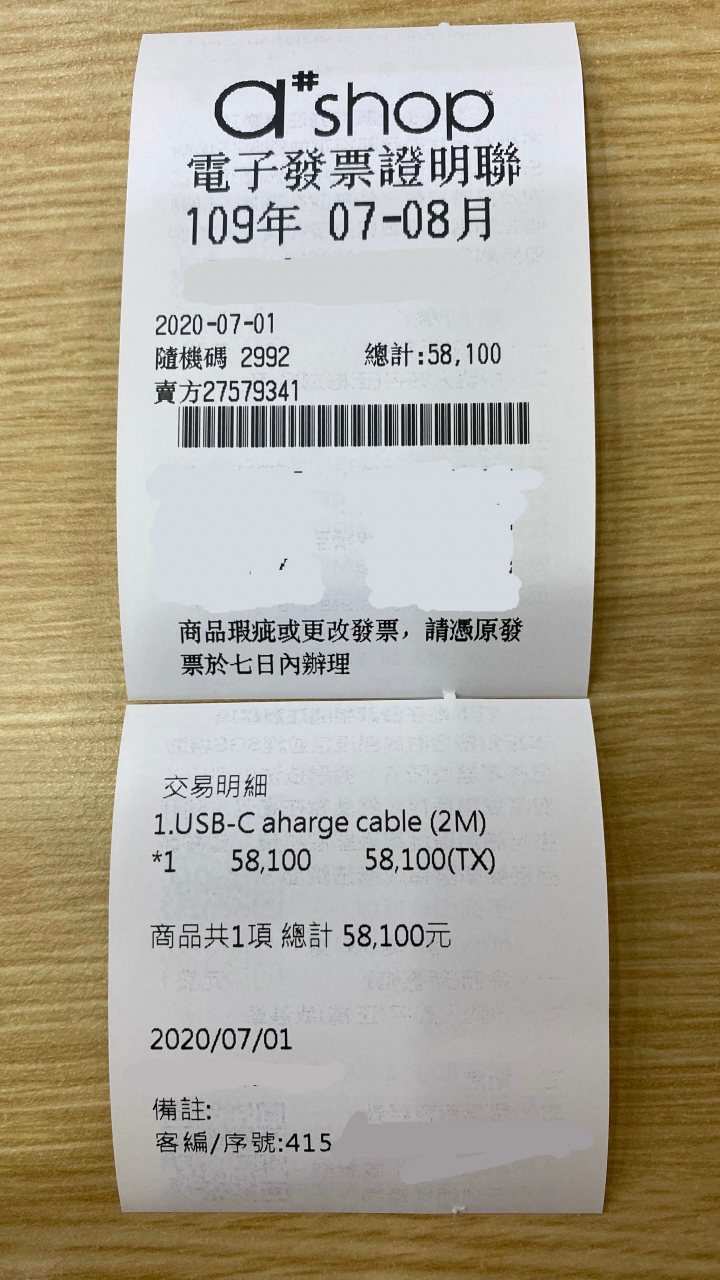 a#shop
電子發票證明聯
109年 07-08月
2020-07-01
隨機碼 2992 總計:58,100
賣方27579341
商品瑕疵或更改發票，請憑原發
票於七日內辦理
交易明細
1.USB-C aharge cable (2M)
*1 58,100 58,100(TX)
商品共1項 總計 58,100元
2020/07/01
備註:
客編/序號:415